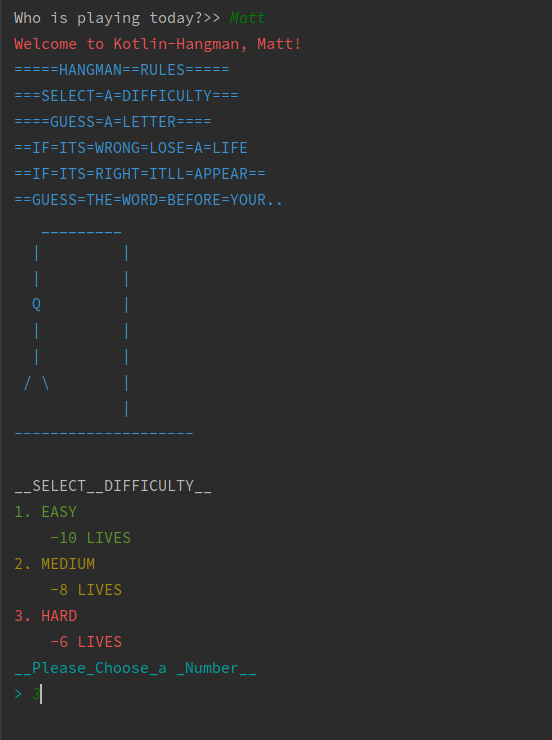 Who is playing today?>> Matt
Welcome to Kotlin-Hangman, Matt!
=====HANGMAN==RULES=====
===SELECT=A=DIFFICULTY===
====GUESS=A=LETTER====
==IF=ITS=WRONG=LOSE=A=LIFE
==IF=ITS=RIGHT=ITLL=APPEAR==
==GUESS=THE=WORD=BEFORE=YOUR..
   _________
  |         |
  |         |
  Q         |
  |         |
  |         |
 / \        |
            |
--------------------
__SELECT__DIFFICULTY__
1. EASY
    -10 LIVES
2. MEDIUM
    -8 LIVES
3. HARD
    -6 LIVES
__Please_Choose_a _Number__
> 3